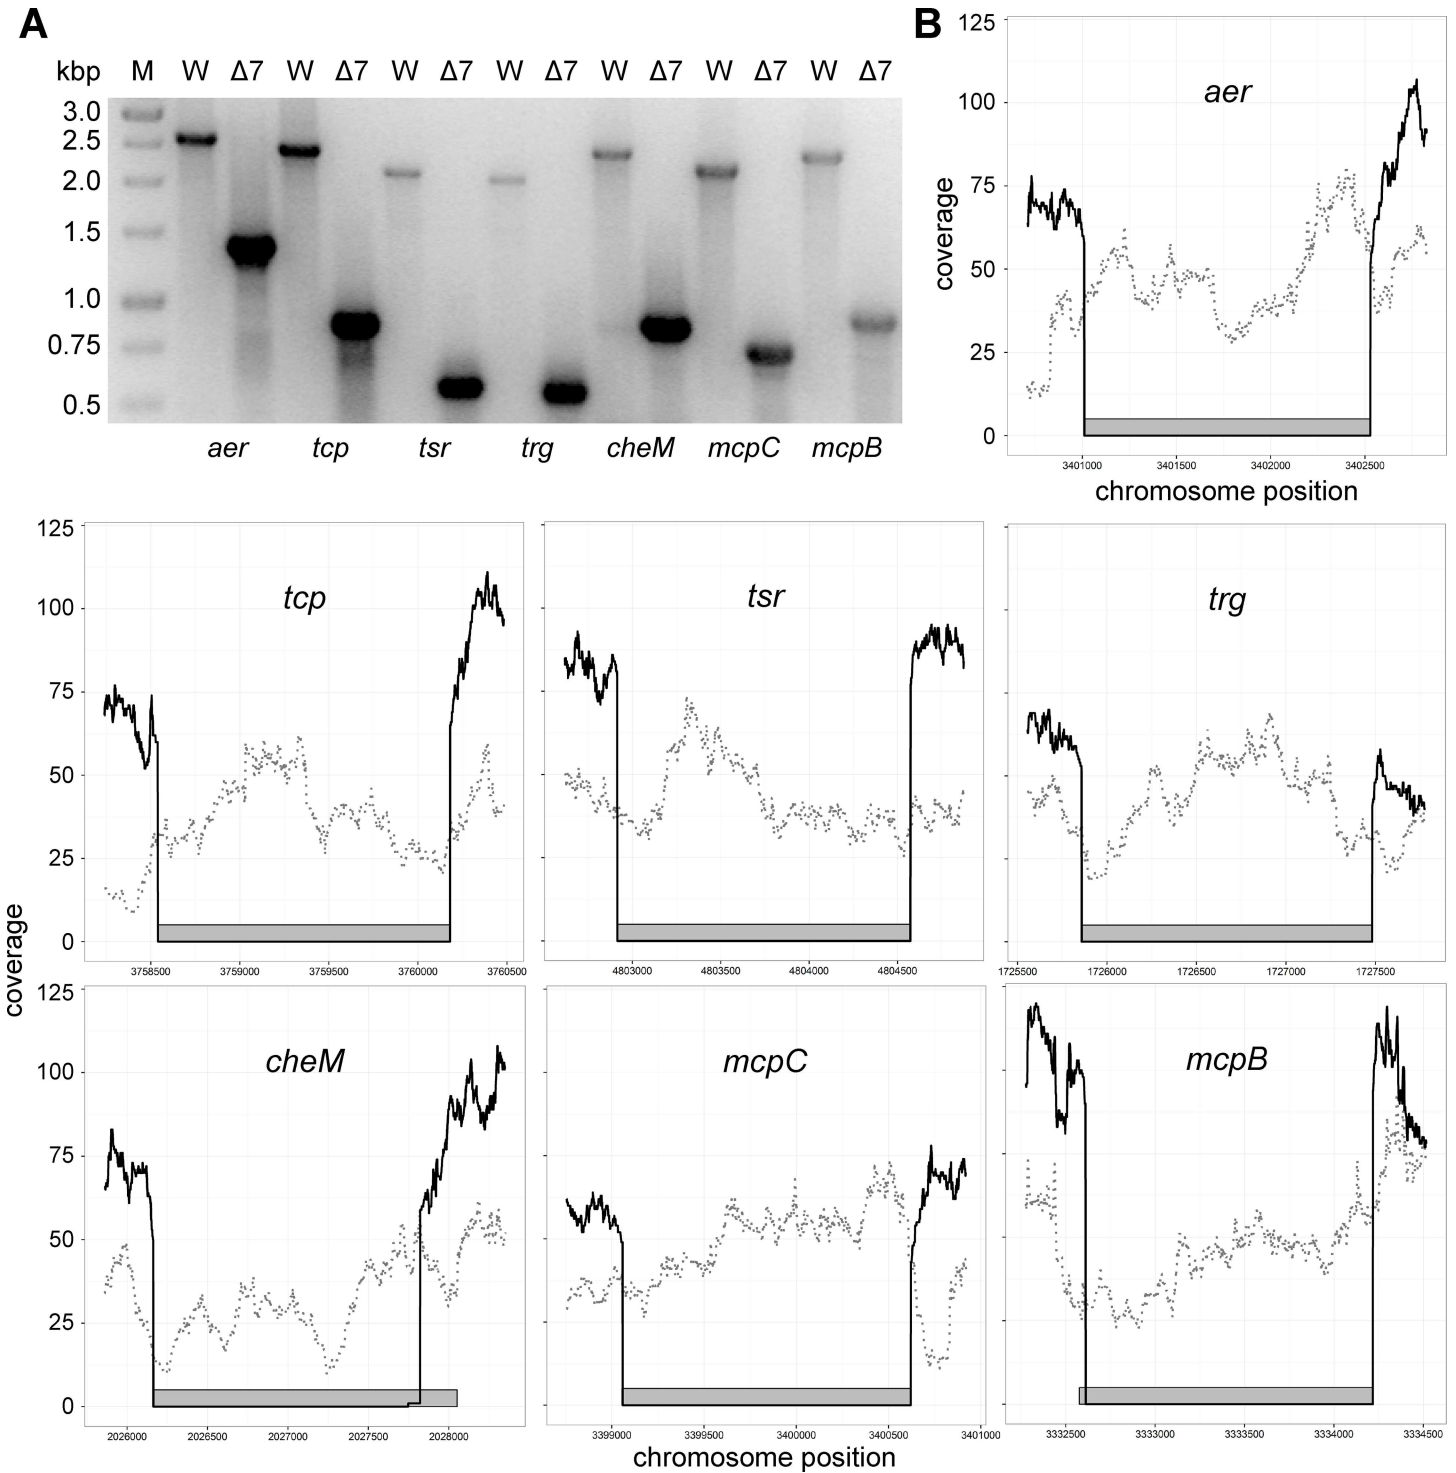 A
kbp M W Δ7 W Δ7 W Δ7 W Δ7 W Δ7 W Δ7 W Δ7
3.0
2.5
2.0
1.5
1.0
0.75
0.5
aer tcp tsr trg cheM mcpC mcpB
B
125
100
75
50
25
0
coverage
aer
3401000 3401500 3402000 3402500
chromosome position
125
100
75
50
25
0
tcp
3758500 3759000 3759500 3760000 3760500
tsr
4803000 4803500 4804000 4804500
trg
1725500 1726000 1726500 1727000 1727500
coverage
125
100
75
50
25
0
cheM
2026000 2026500 2027000 2027500 2028000
mcpC
3399000 3399500 3400000 3400500 3401000
mcpB
3332500 3333000 3333500 3334000 3334500
chromosome position